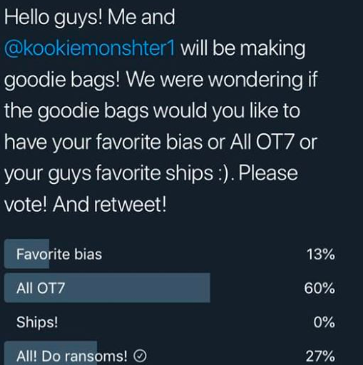 Hello guys! Me and
@kookiemonshter1 will be making
goodie bags! We were wondering if
the goodie bags would you like to
have your favorite bias or All OT7 or
your guys favorite ships :). Please
vote! And retweet!
Favorite bias 13%
All OT7 60%
Ships! 0%
All! Do ransoms! 27%